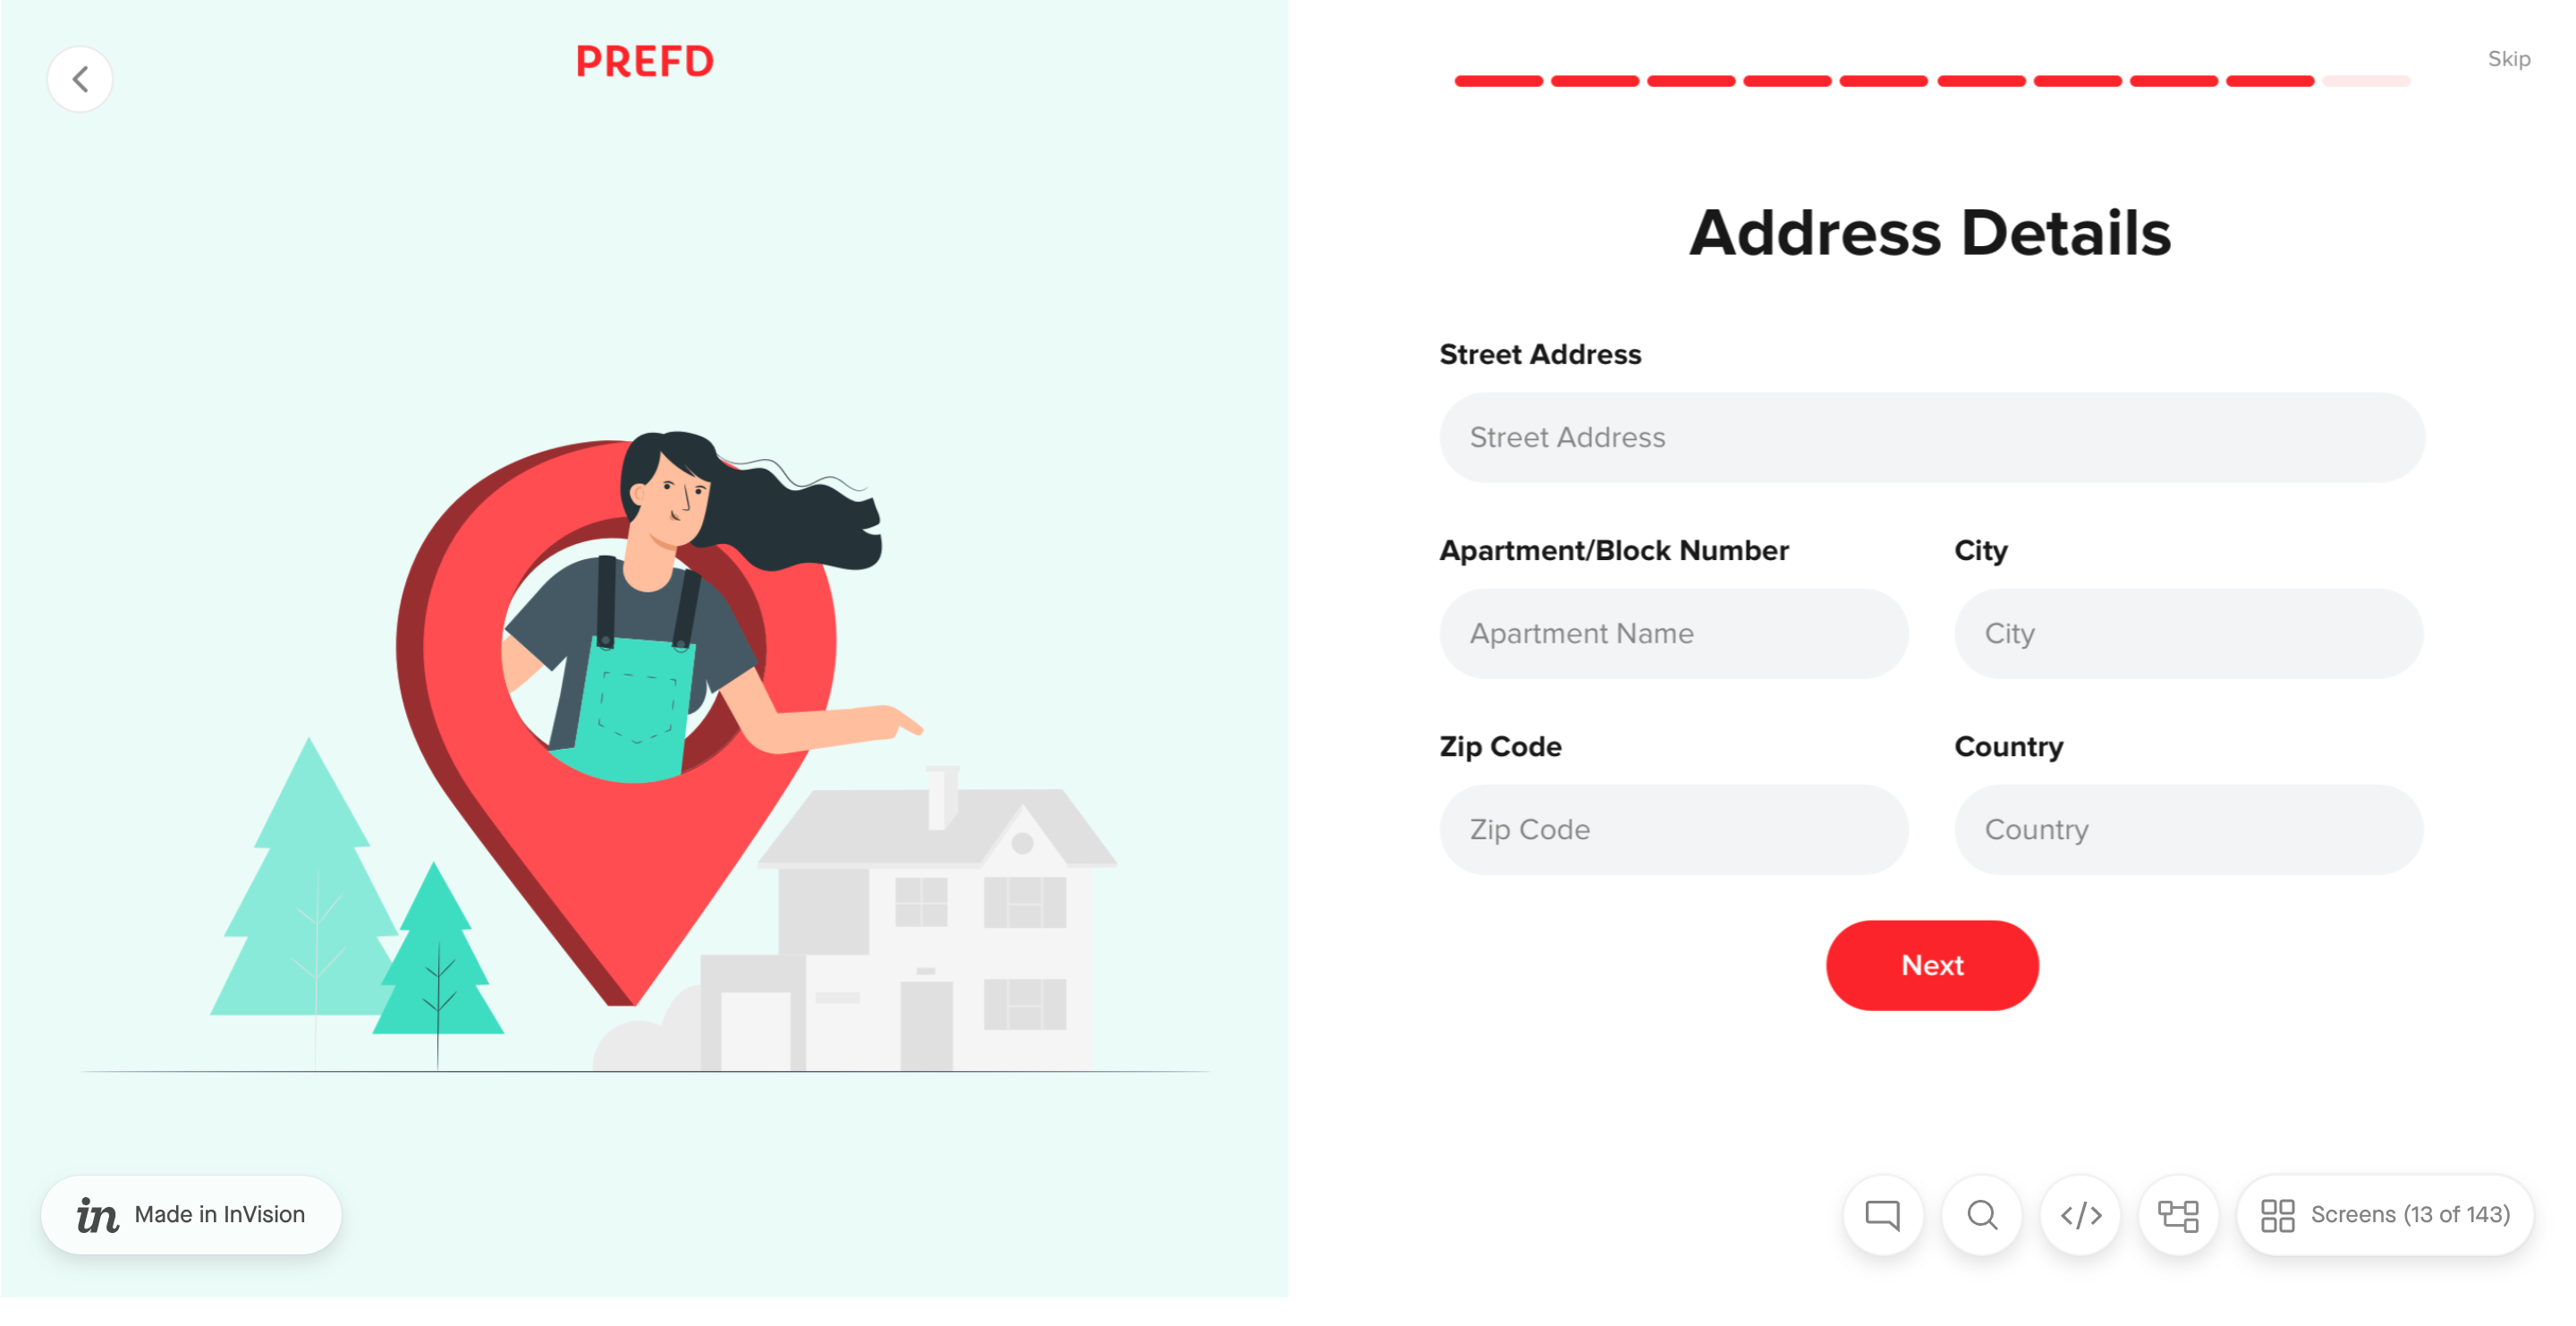 PREFD
Skip
Address Details
Street Address
Street Address
Apartment/Block Number
City
Apartment Name
City
Zip Code
Country
Zip Code
Country
Next
in Made in InVision
</> Screens (13 of 143)